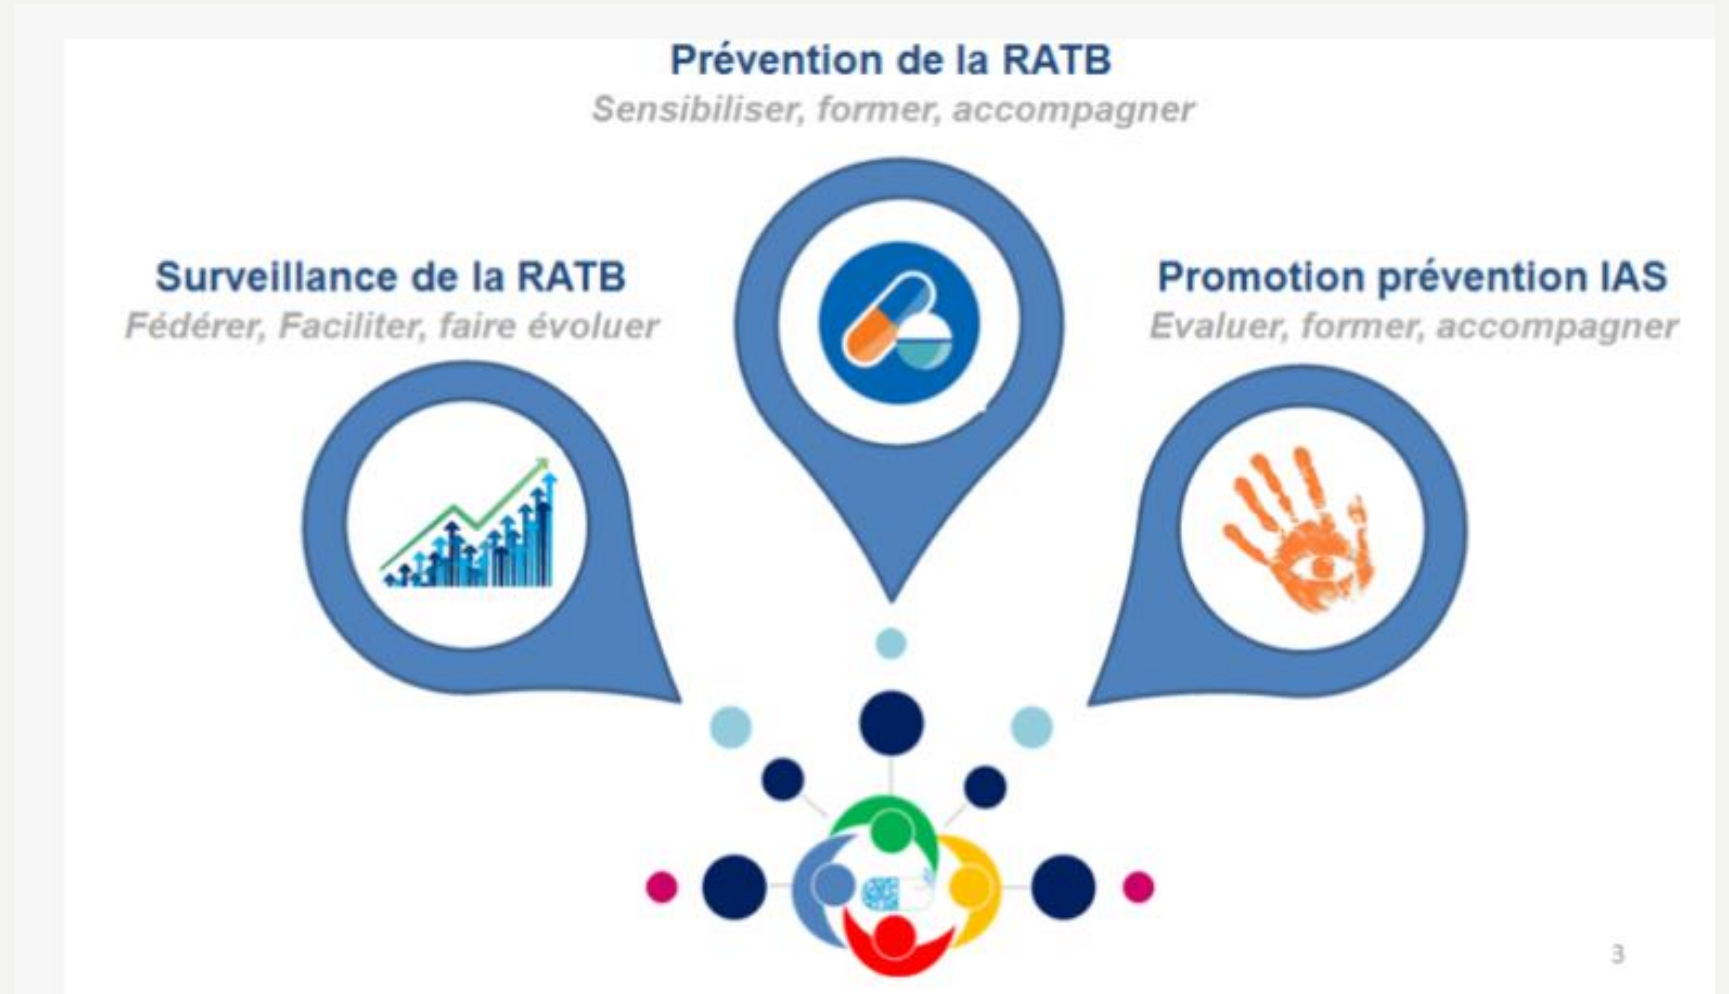 Prévention de la RATB
Sensibiliser, former, accompagner
Surveillance de la RATB
Fédérer, Faciliter, faire évoluer
Promotion prévention IAS
Evaluer, former, accompagner
3